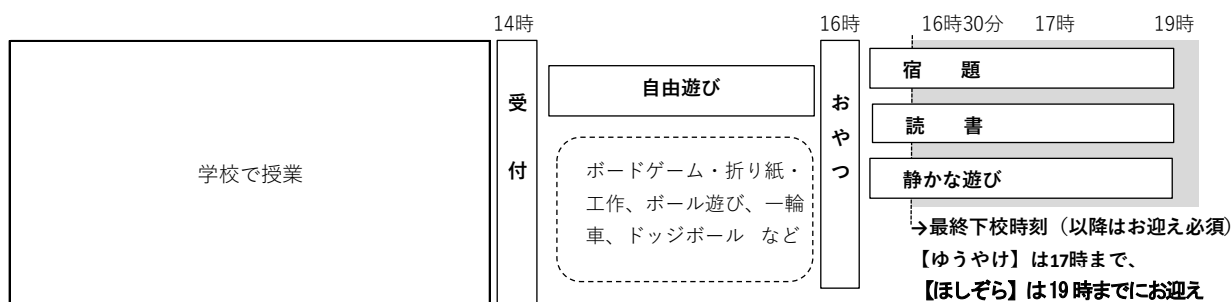 14時
16時
16時30分
17時
19時
学校で授業
受付
自由遊び
ボードゲーム・折り紙・
工作、ボール遊び、一輪
車、ドッジボール など
おやつ
宿 題
読 書
静かな遊び
→最終下校時刻（以降はお迎え必須）
【ゆうやけ】は17時まで、
【ほしぞら】は19時までにお迎え